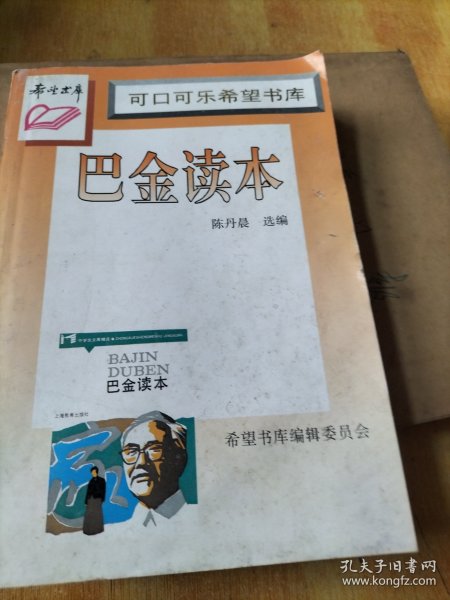 希望书库
可口可乐希望书库
巴金读本
陈丹晨 选编
BAJIN
DUBEN
巴金读本
上海教育出版社
希望书库编辑委员会
孔夫子旧书网
www.kongfz.com